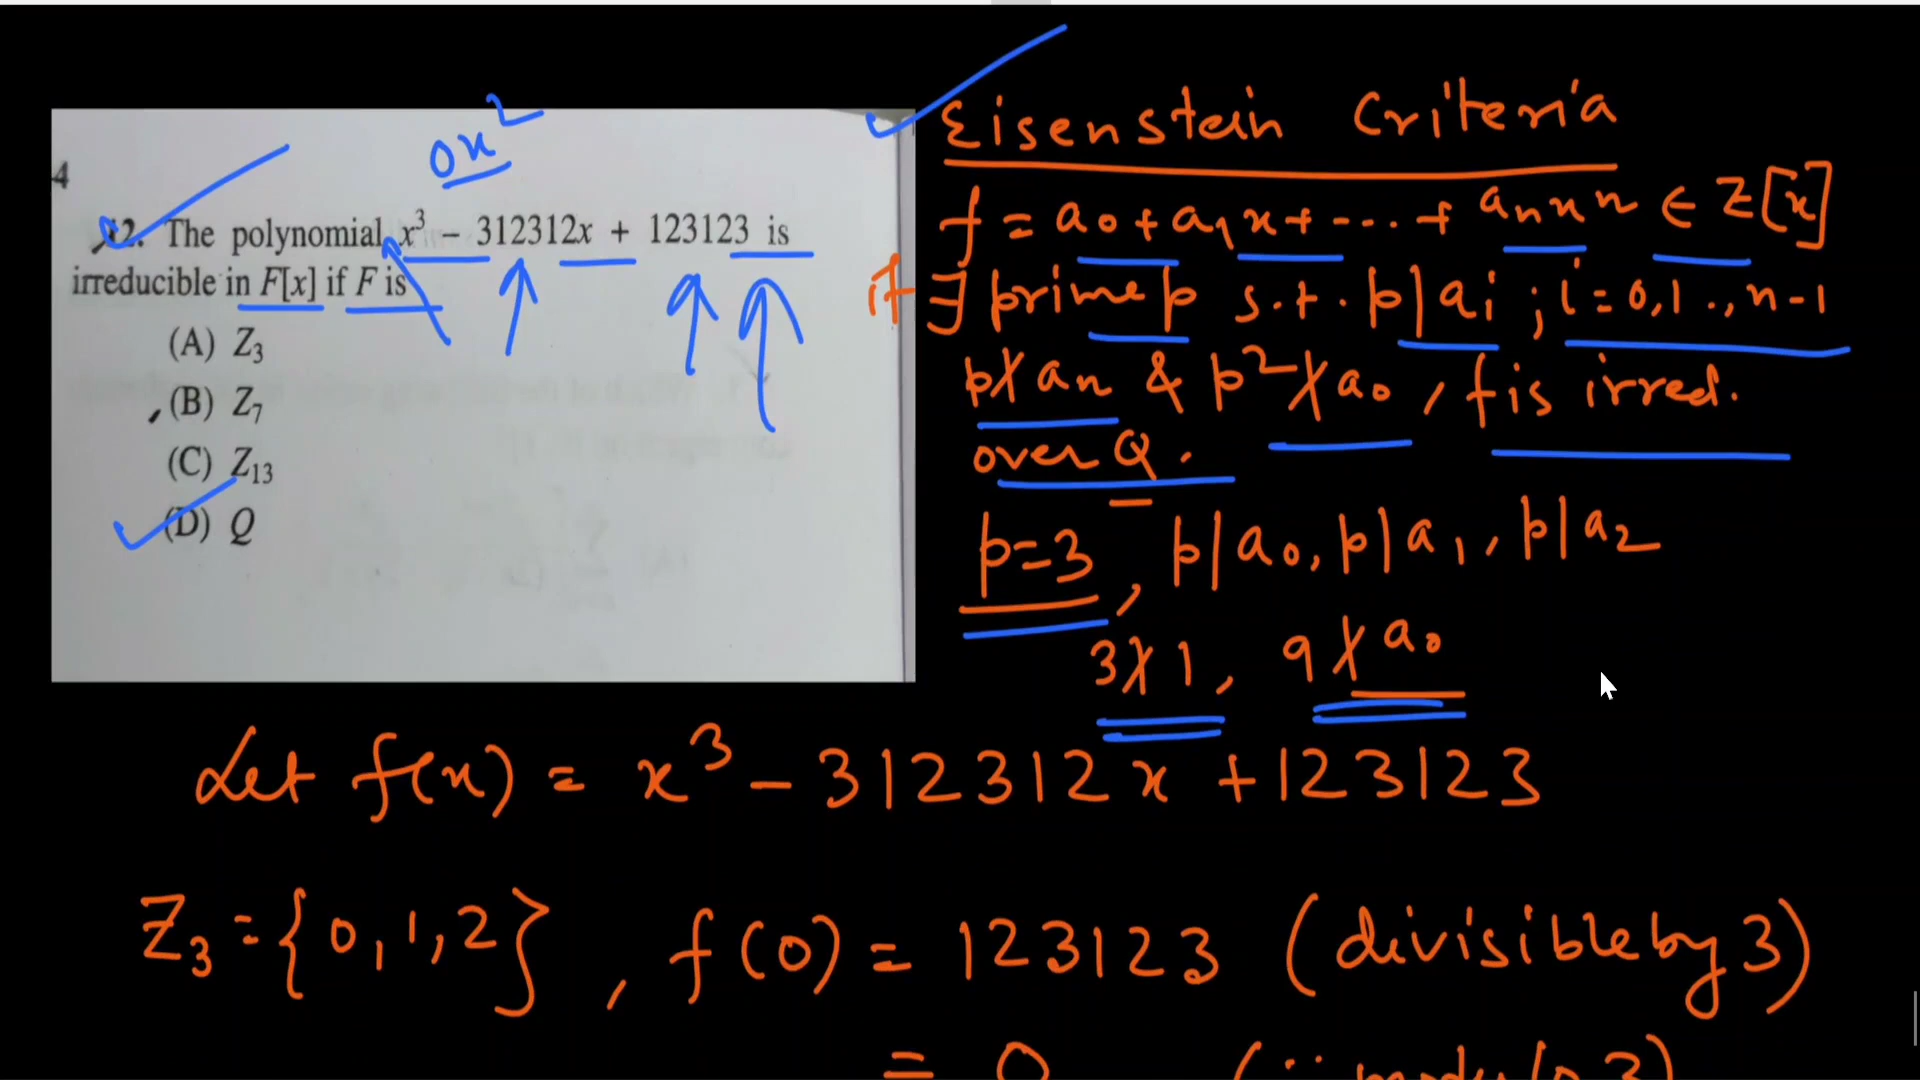 4
12. The polynomial x³ – 312312x + 123123 is
irreducible in F[x] if F is
(A) Z₃
(B) Z₇
(C) Z₁₃
(D) Q
0x²
Eisenstein Criteria
f = a₀ + a₁x + ... + aₙxⁿ ∈ Z[x]
if ∃ prime p s.t. p|aᵢ ; i = 0,1 .., n-1
p∤aₙ & p²∤a₀, f is irred.
over Q.
p=3, p|a₀, p|a₁, p|a₂
3∤1, 9∤a₀
Let f(x) = x³ - 312312x + 123123
Z₃ = {0,1,2}, f(0) = 123123 (divisible by 3)
= 0